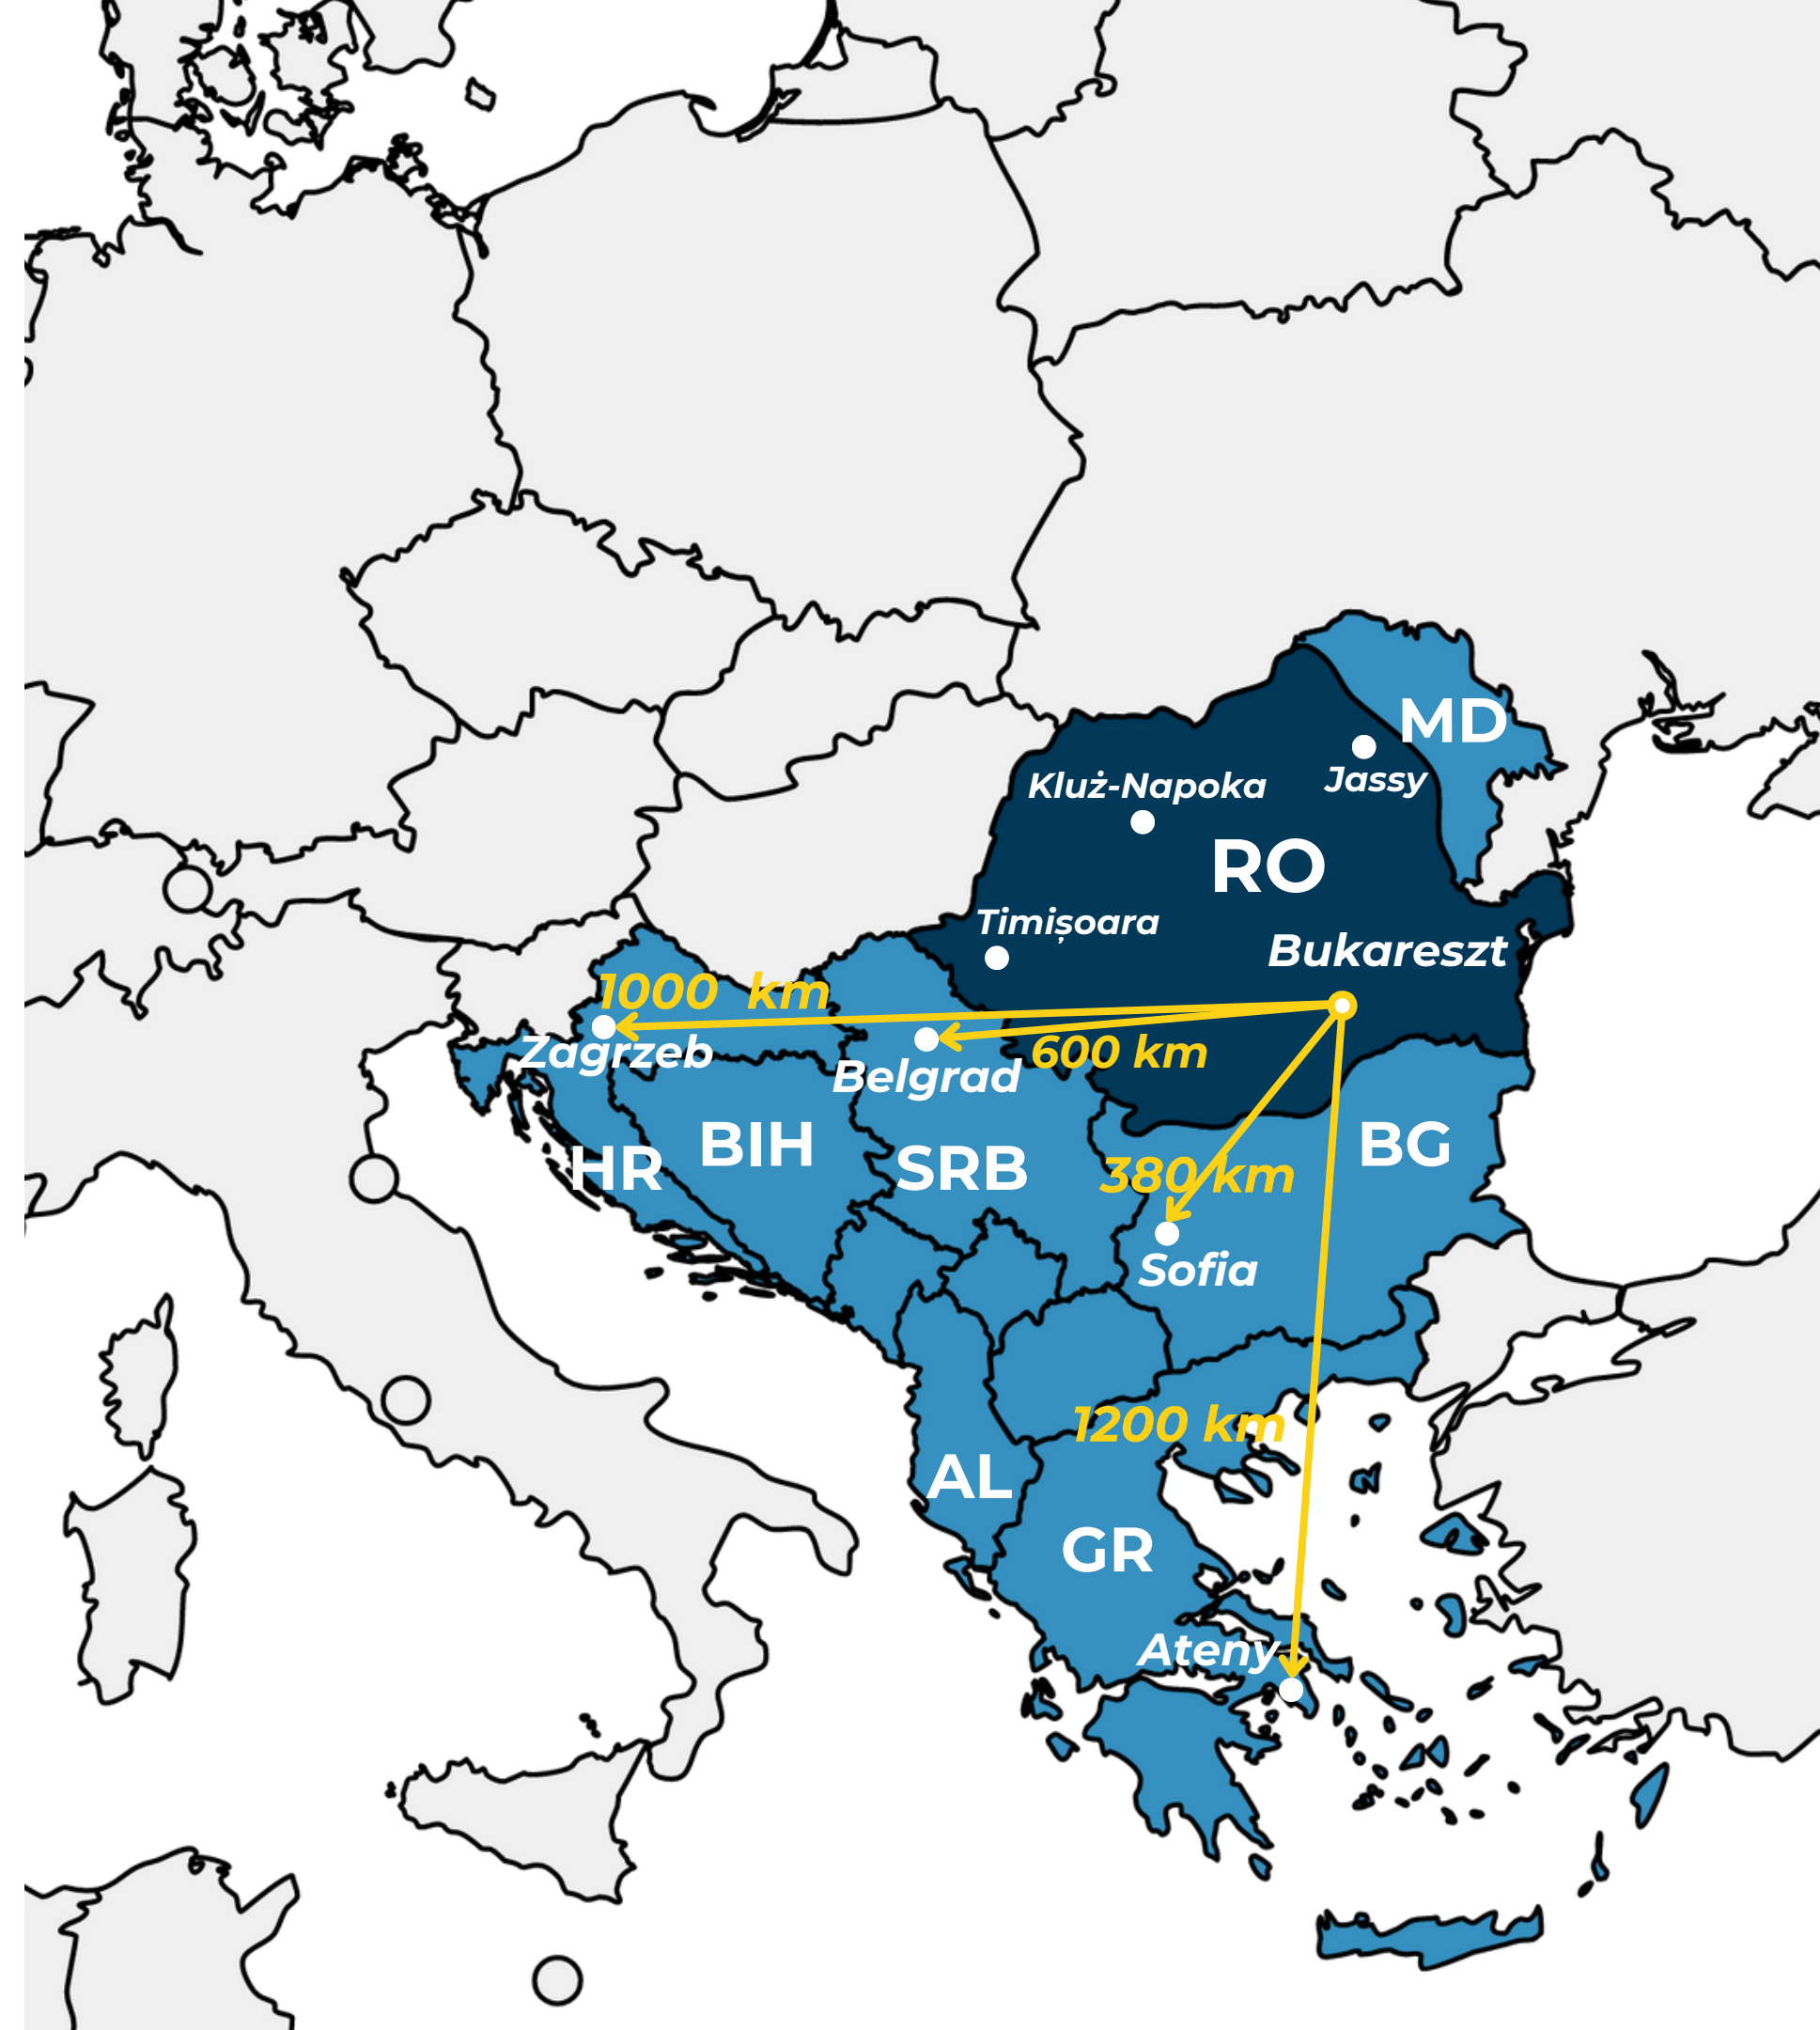 MD
Jassy
Kluż-Napoka
RO
Timișoara
Bukareszt
1000 km
Zagrzeb
600 km
Belgrad
BIH
HR
SRB
BG
380 km
Sofia
1200 km
AL
GR
Ateny